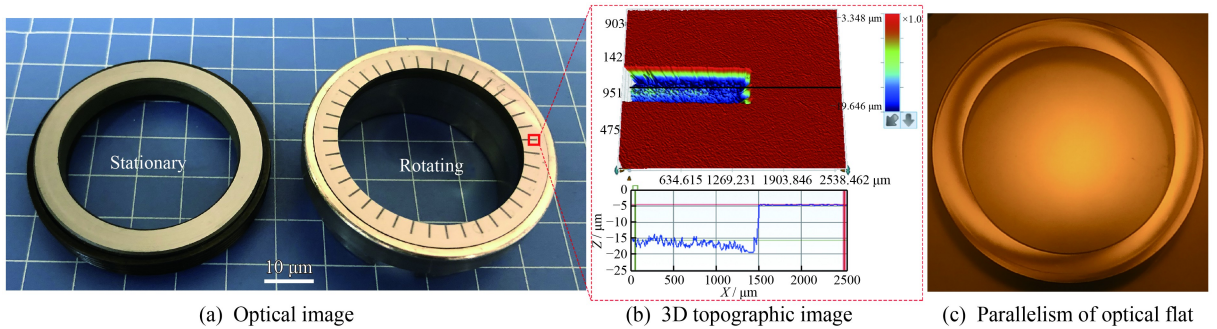 Stationary
Rotating
10 μm
903
142
951
475
3.348 μm
×1.0
19.646 μm
634.615 1269.231 1903.846 2538.462 μm
0
−5
−10
−15
−20
−25
Z / μm
0 500 1000 1500 2000 2500
X / μm
(a) Optical image
(b) 3D topographic image
(c) Parallelism of optical flat